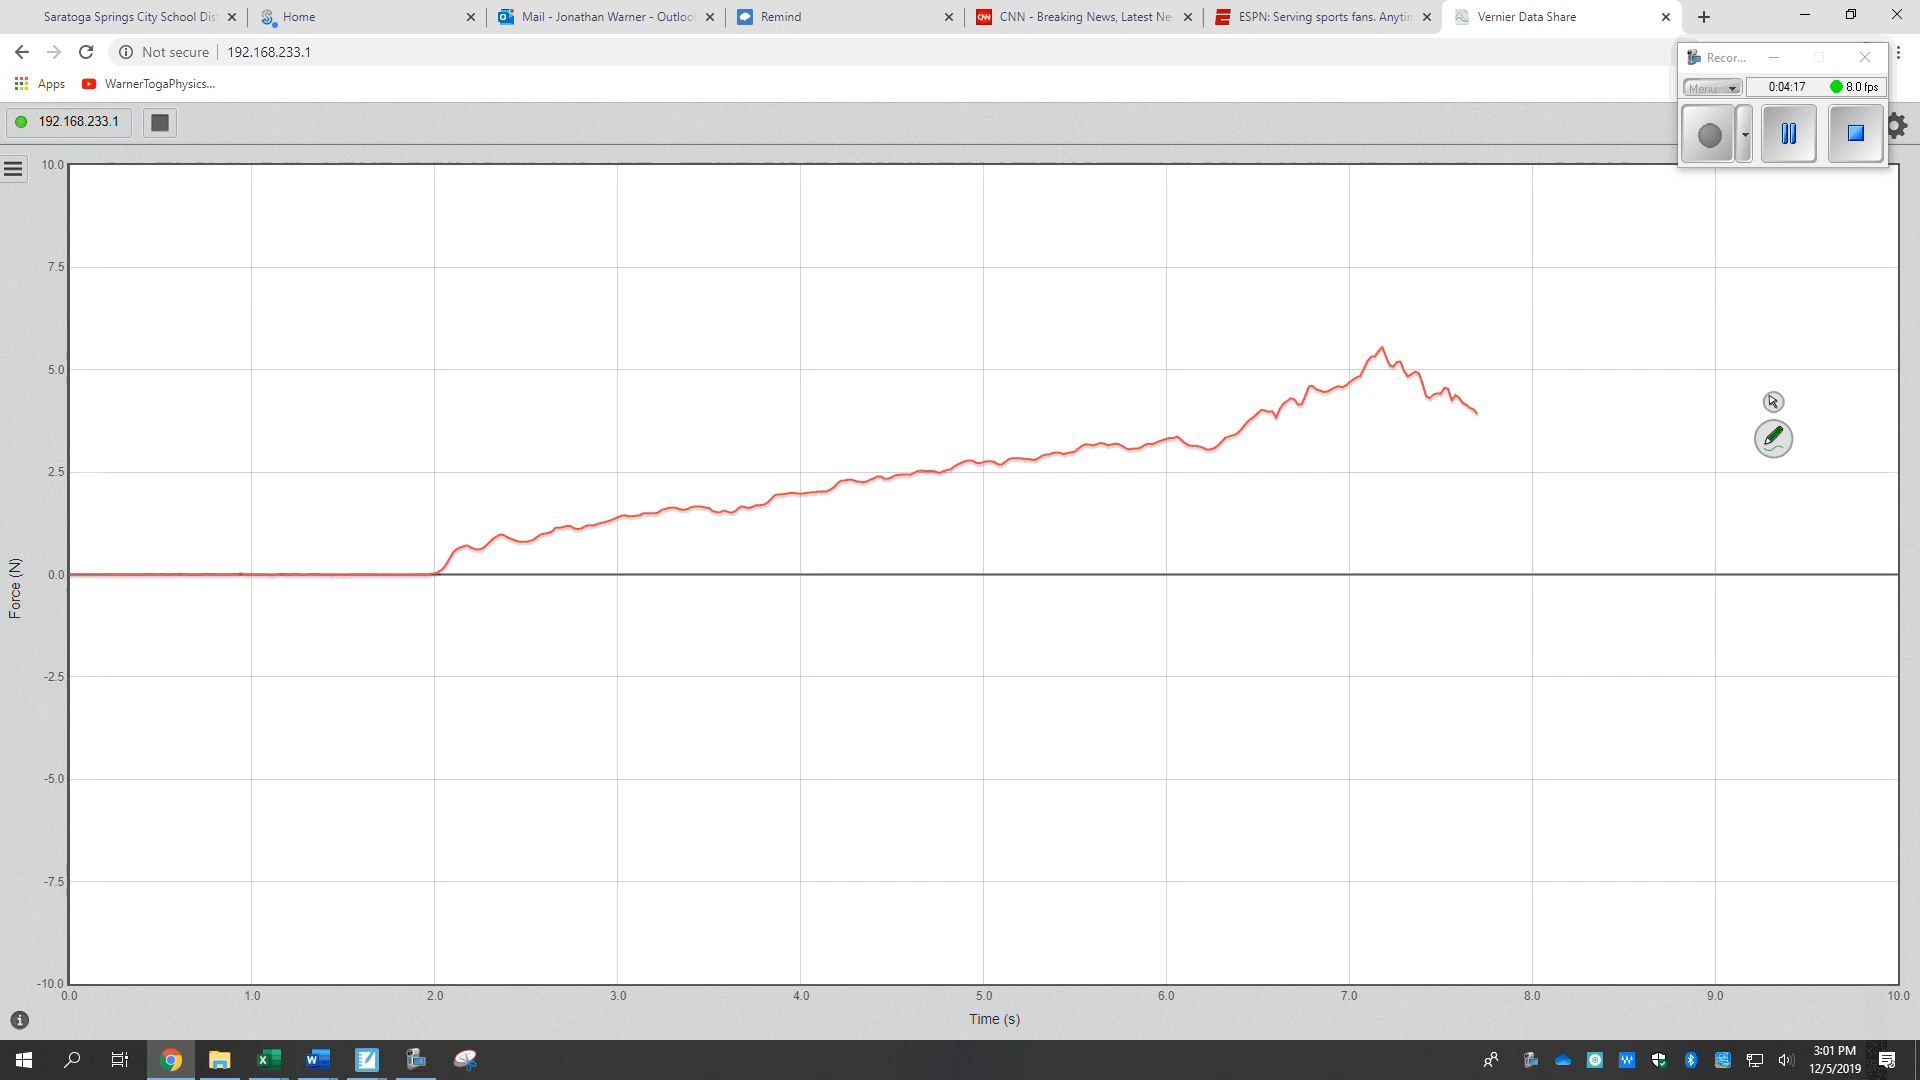 Saratoga Springs City School Dis
Home
Mail - Jonathan Warner - Outloo
Remind
CNN - Breaking News, Latest Ne
ESPN: Serving sports fans. Anytin
Vernier Data Share
Not secure
192.168.233.1
Recor...
Apps
WarnerTogaPhysics...
Menu
0:04:17
8.0 fps
192.168.233.1
10.0
7.5
5.0
2.5
0.0
-2.5
-5.0
-7.5
-10.0
Force (N)
0.0
1.0
2.0
3.0
4.0
5.0
6.0
7.0
8.0
9.0
10.0
Time (s)
3:01 PM
12/5/2019